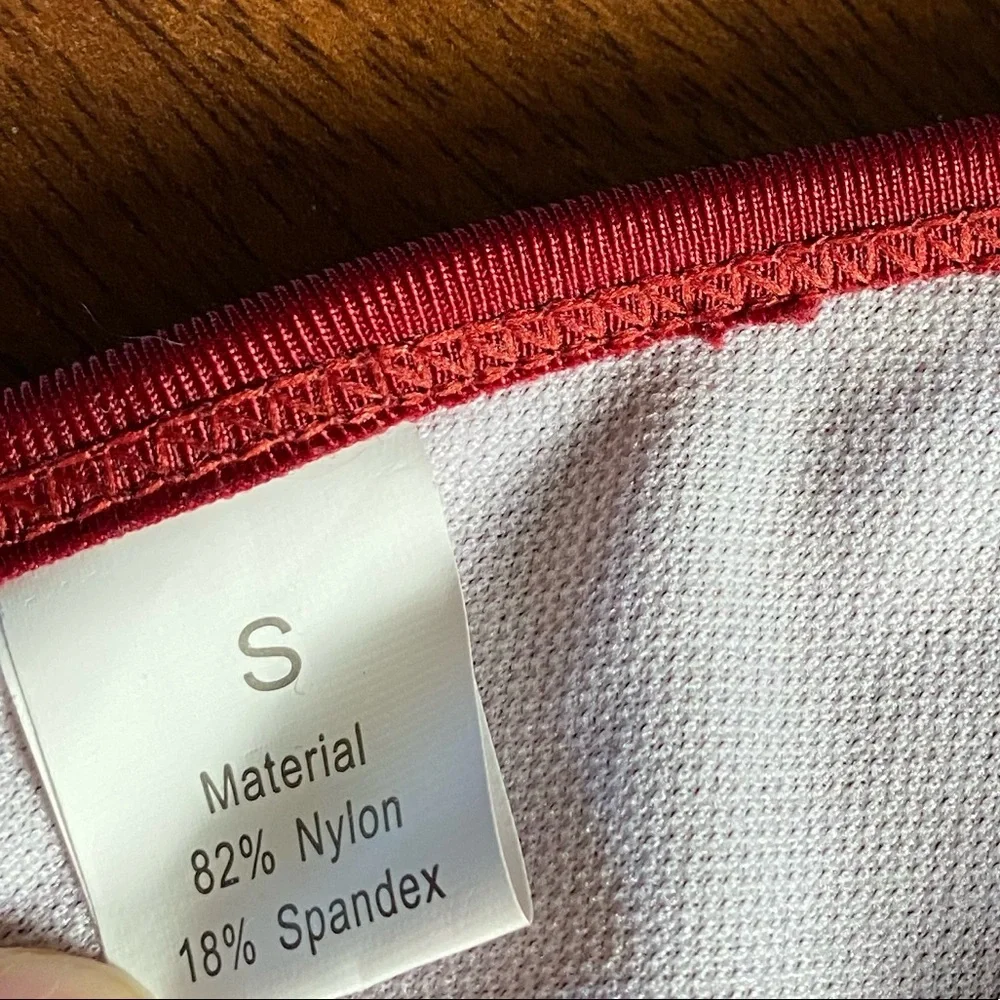 S
Material
82% Nylon
18% Spandex